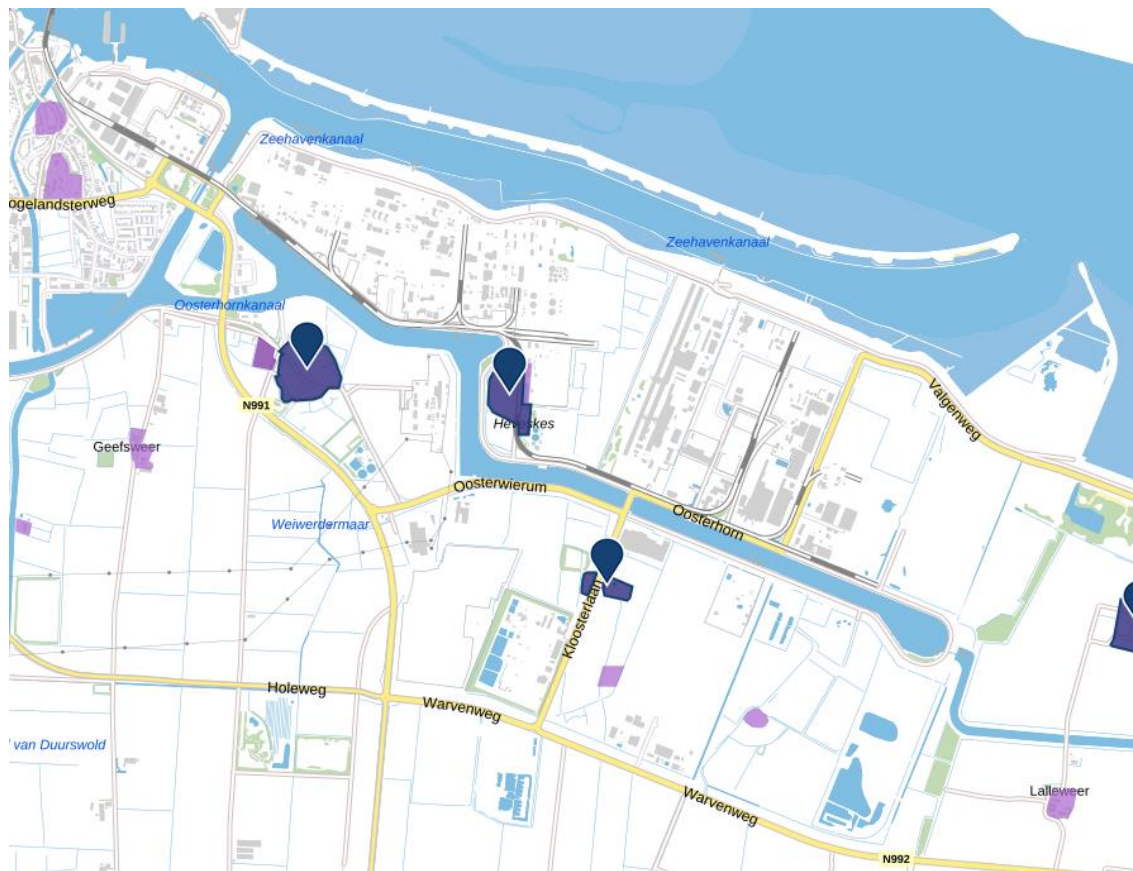 Zeehavenkanaal
ogelandsterweg
Zeehavenkanaal
Oosterhornkanaal
Valgenweg
N991
Heveskes
Geefsweer
Oosterwierum
Oosterhorn
Weiwerdermaar
Kloosterlaan
Holeweg
Warvenweg
l van Duurswold
Warvenweg
Lalleweer
N992